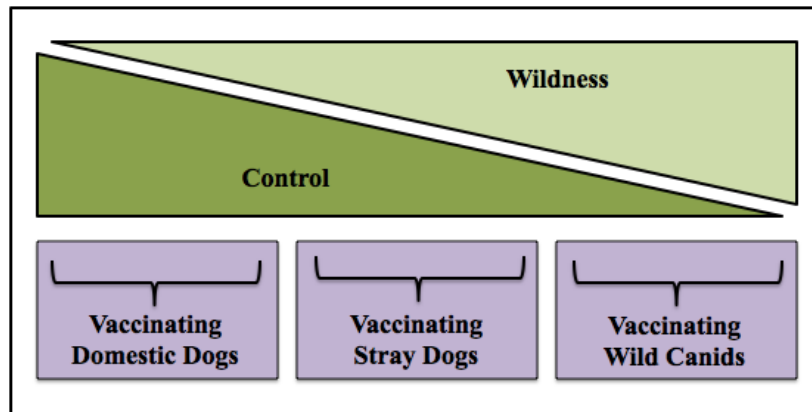 Wildness
Control
Vaccinating
Domestic Dogs
Vaccinating
Stray Dogs
Vaccinating
Wild Canids